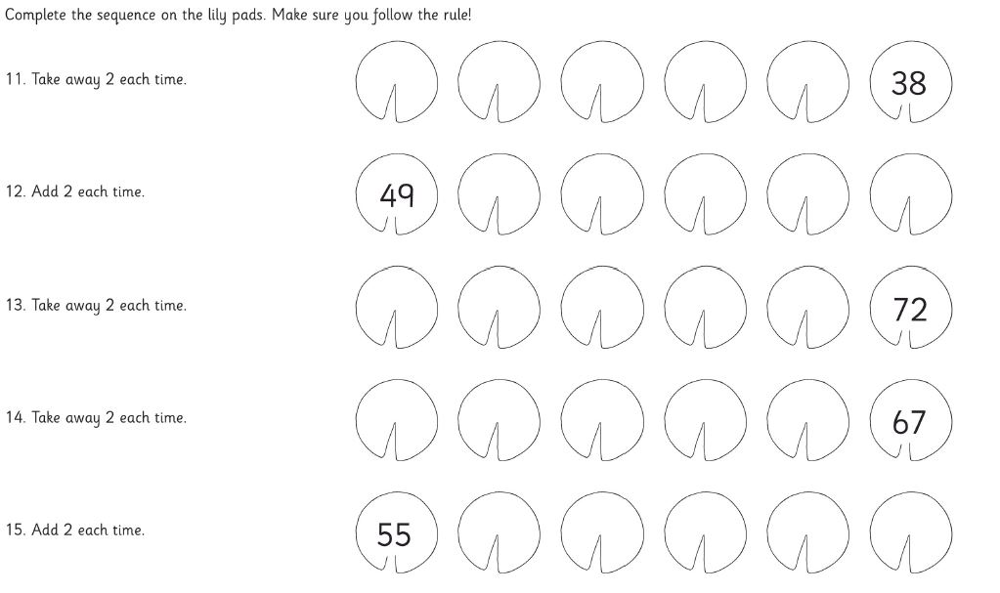 Complete the sequence on the lily pads. Make sure you follow the rule!
11. Take away 2 each time.
38
12. Add 2 each time.
49
13. Take away 2 each time.
72
14. Take away 2 each time.
67
15. Add 2 each time.
55